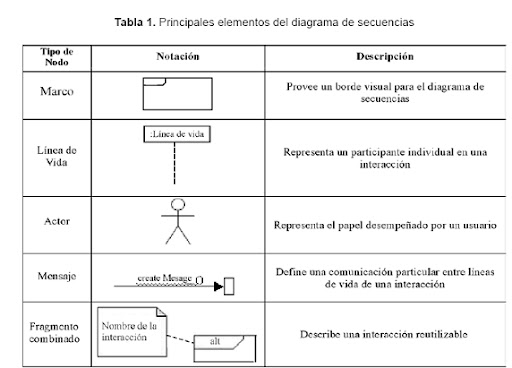 Tabla 1. Principales elementos del diagrama de secuencias
Tipo de
Nodo
Notación
Descripción
Marco
Provee un borde visual para el diagrama de
secuencias
Línea de
Vida
:Línea de vida
Representa un participante individual en una
interacción
Actor
Representa el papel desempeñado por un usuario
Mensaje
create Mesage ()
Define una comunicación particular entre líneas
de vida de una interacción
Fragmento
combinado
Nombre de la
interacción
alt
Describe una interacción reutilizable